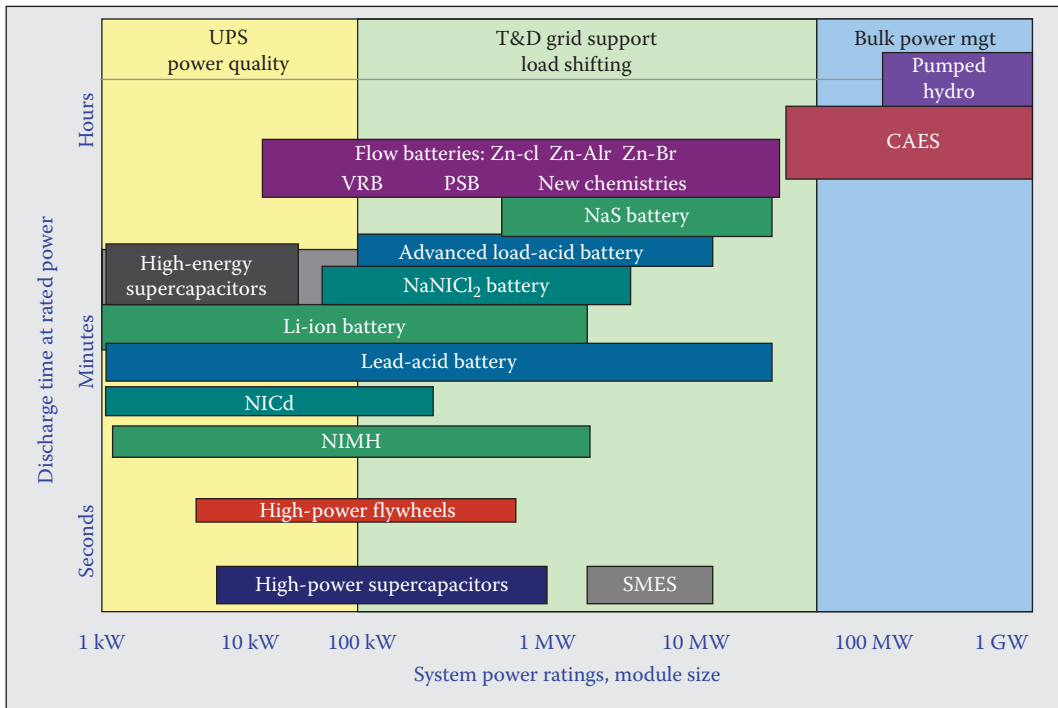 UPS
power quality
T&D grid support
load shifting
Bulk power mgt
Pumped
hydro
CAES
Flow batteries: Zn-cl Zn-Alr Zn-Br
VRB PSB New chemistries
NaS battery
Advanced load-acid battery
High-energy
supercapacitors
NaNICl₂ battery
Li-ion battery
Lead-acid battery
NICd
NIMH
High-power flywheels
High-power supercapacitors
SMES
Discharge time at rated power
Hours
Minutes
Seconds
1 kW 10 kW 100 kW 1 MW 10 MW 100 MW 1 GW
System power ratings, module size